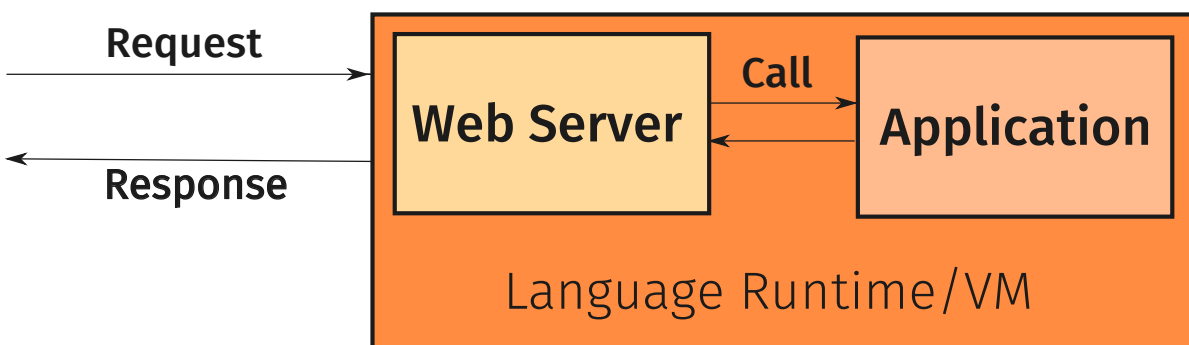 Request
Call
Web Server
Application
Response
Language Runtime/VM